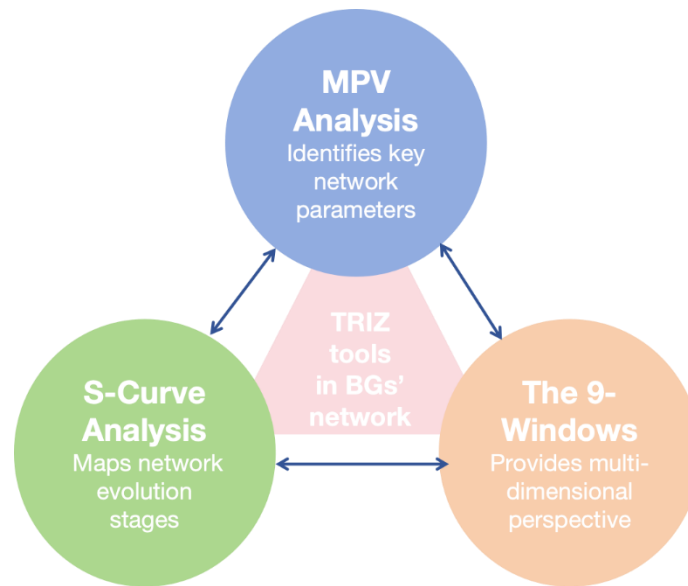 MPV
Analysis
Identifies key
network
parameters
TRIZ
tools
in BGs'
network
S-Curve
Analysis
Maps network
evolution
stages
The 9-
Windows
Provides multi-
dimensional
perspective